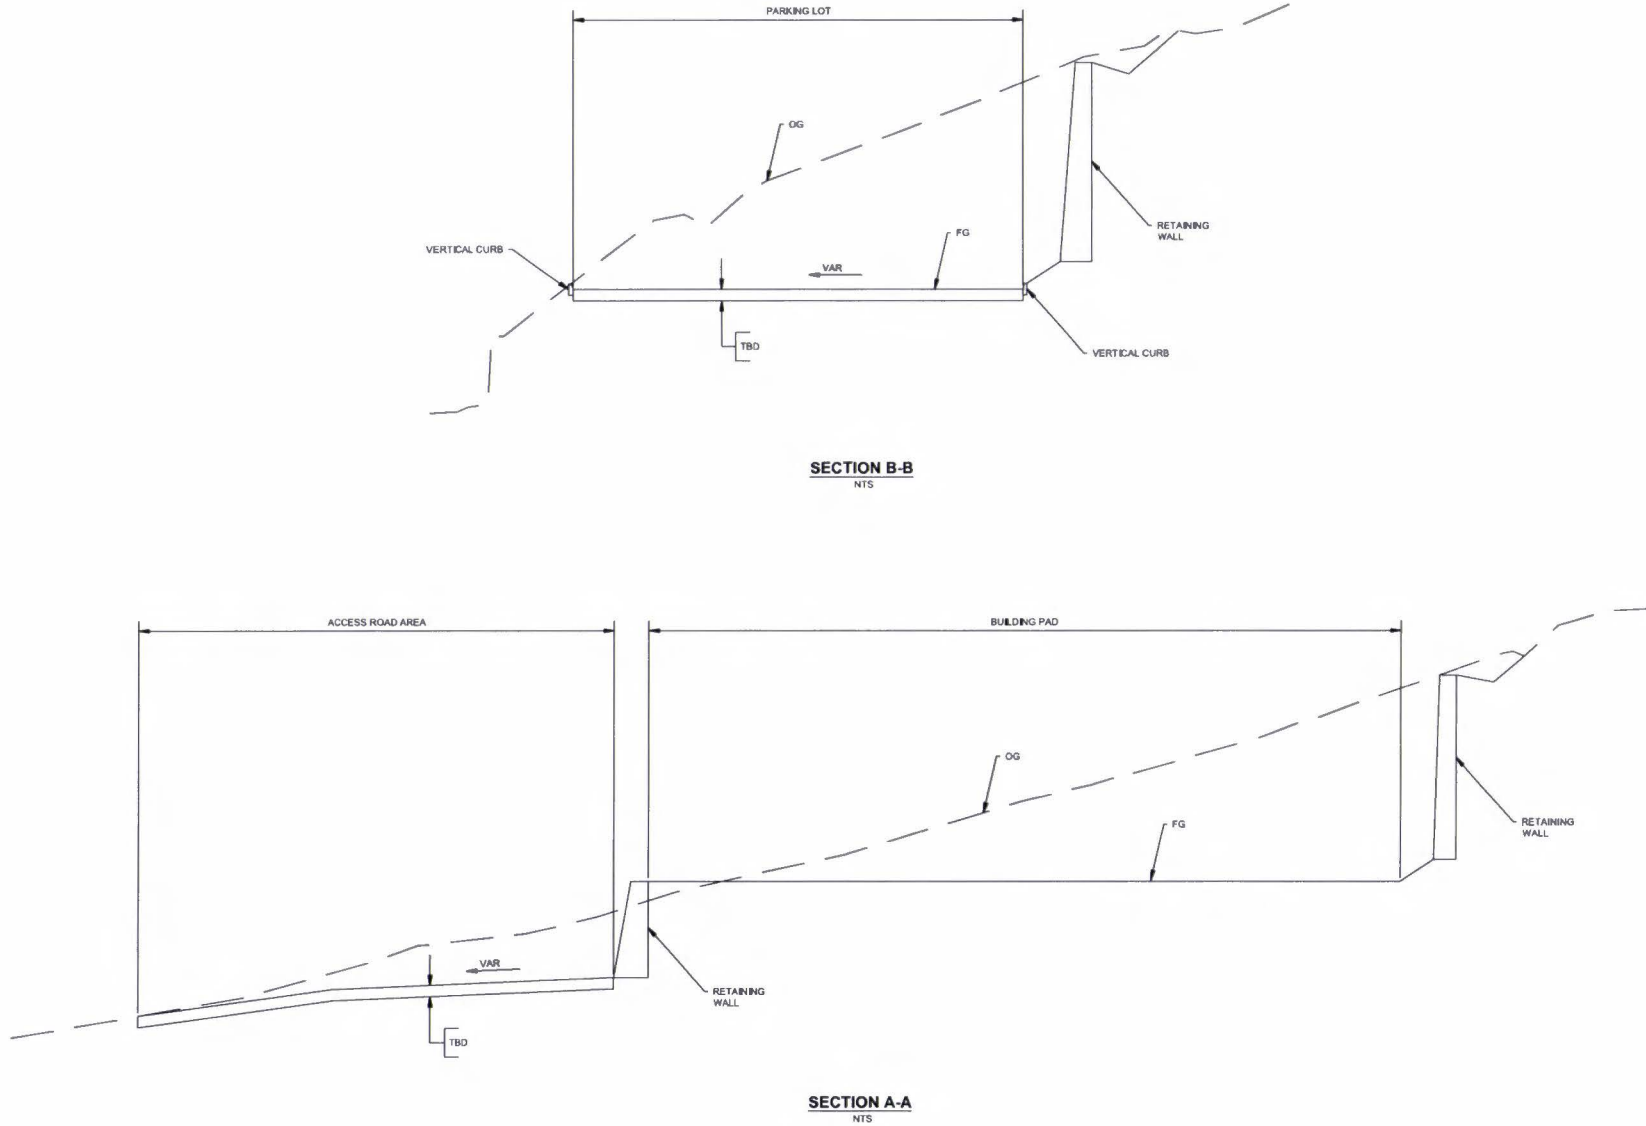 PARKING LOT
OG
RETAINING
WALL
VERTICAL CURB
FG
VAR
TBD
VERTICAL CURB
SECTION B-B
NTS
ACCESS ROAD AREA
BUILDING PAD
OG
RETAINING
WALL
FG
VAR
RETAINING
WALL
TBD
SECTION A-A
NTS